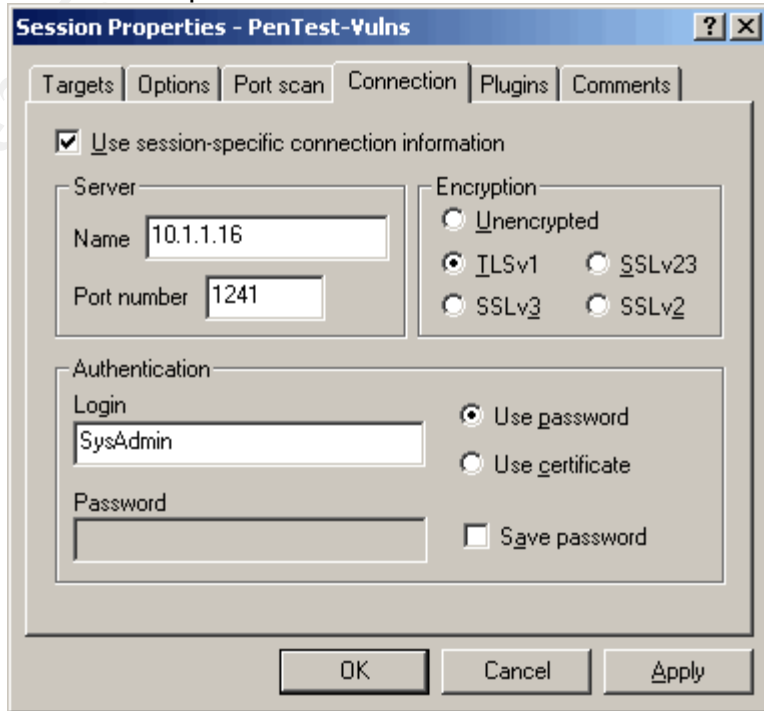 Session Properties - PenTest-Vulns
Targets Options Port scan Connection Plugins Comments
Use session-specific connection information
Server
Name 10.1.1.16
Port number 1241
Encryption
Unencrypted
TLSv1 SSLv23
SSLv3 SSLv2
Authentication
Login
SysAdmin
Password
Use password
Use certificate
Save password
OK Cancel Apply